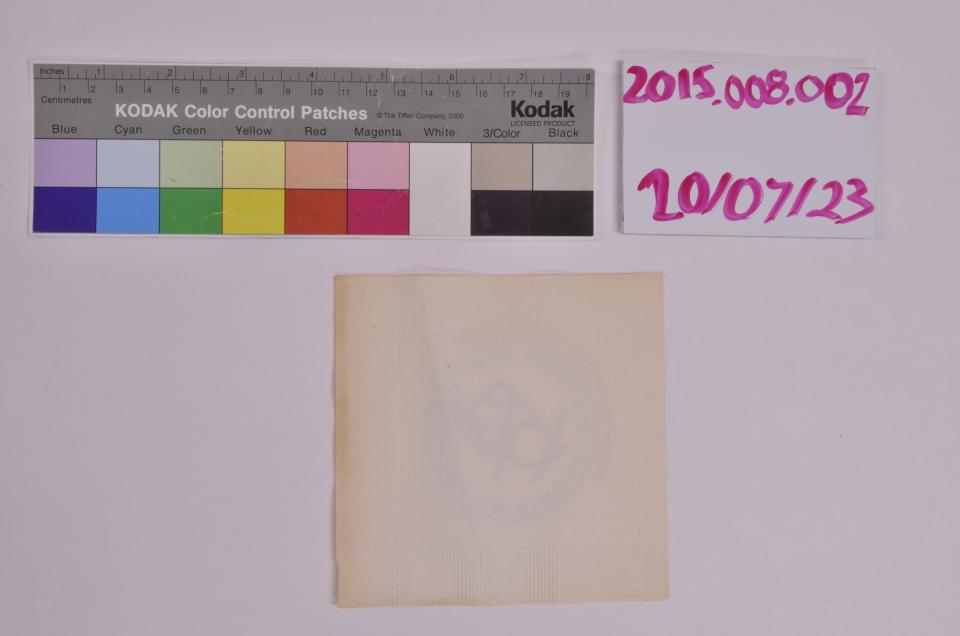 Inches 1 2 3 4 5 6 7 8
1 2 3 4 5 6 7 8 9 10 11 12 13 14 15 16 17 18 19
Centimetres
KODAK Color Control Patches © The Tiffen Company, 2000 Kodak
LICENSED PRODUCT
Blue Cyan Green Yellow Red Magenta White 3/Color Black
2015.008.002
20/07/23